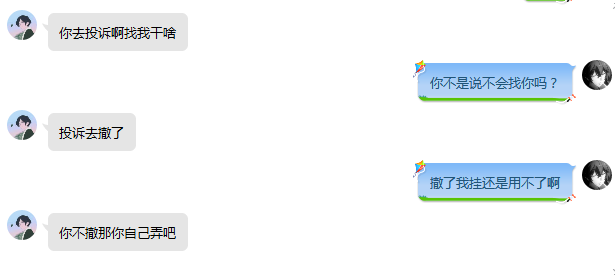 你去投诉啊找我干啥
你不是说不会找你吗？
投诉去撤了
撤了我挂还是用不了啊
你不撤那你自己弄吧